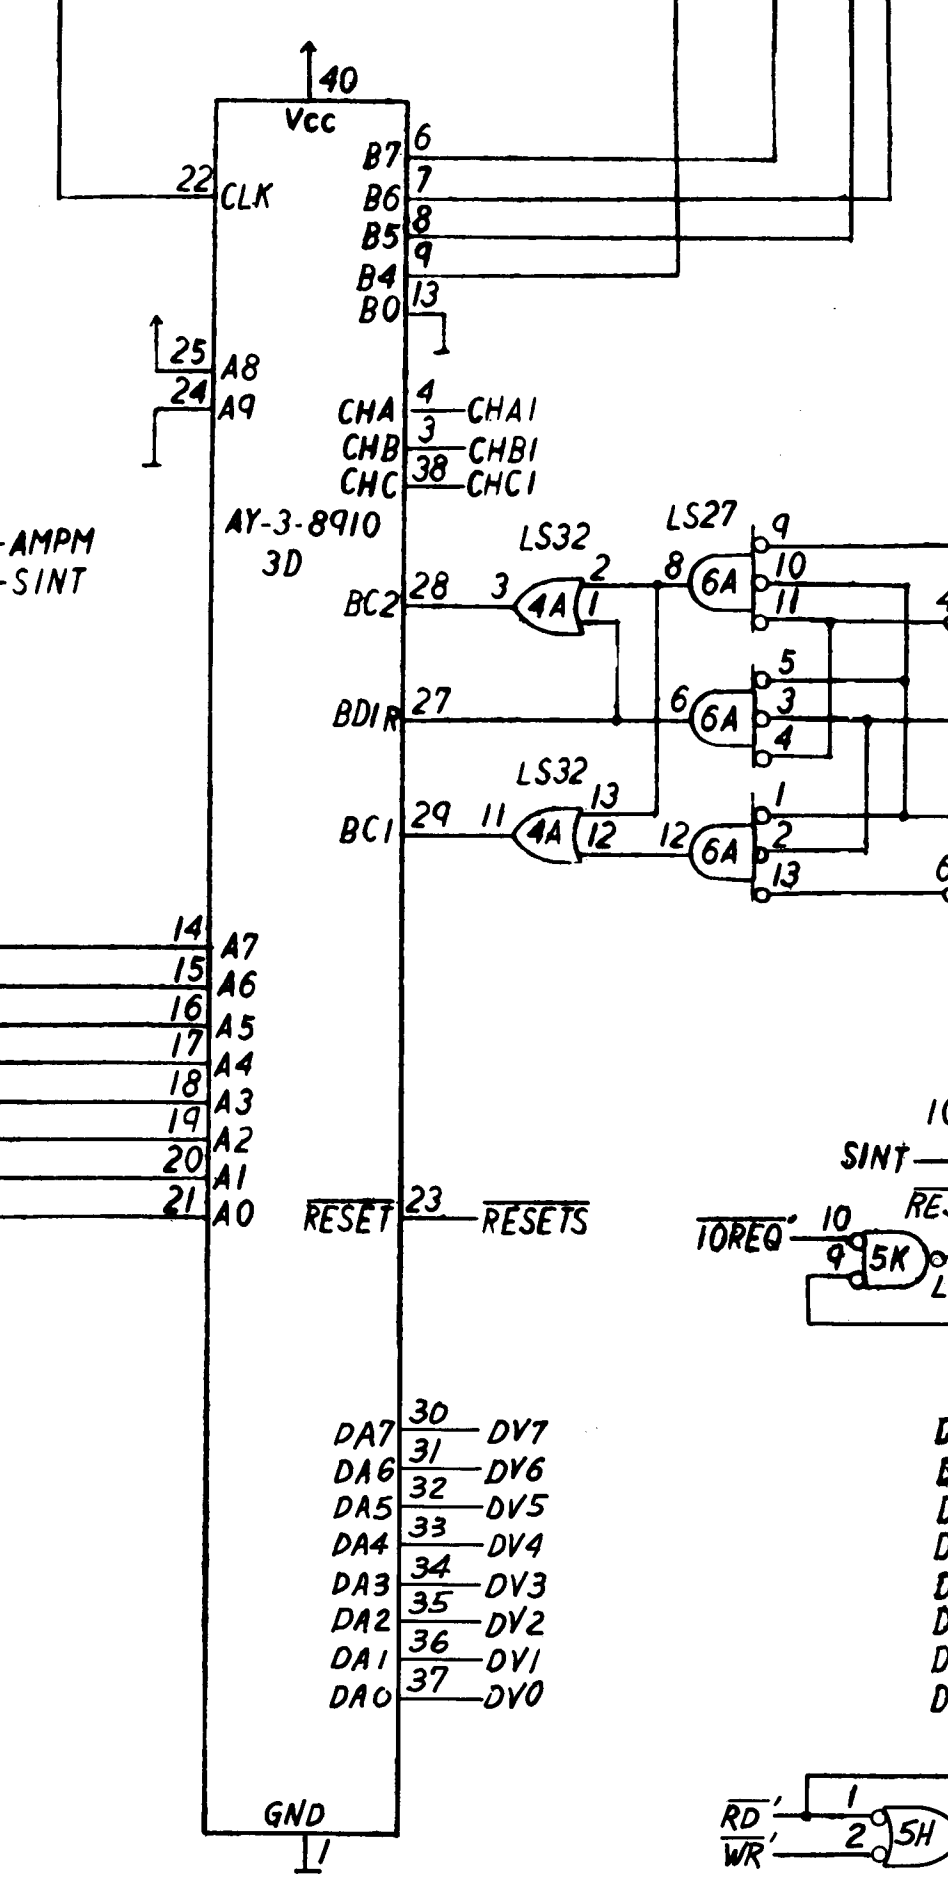 40
Vcc
B7 6
22 CLK
B6 7
B5 8
B4 9
B0 13
25 A8
24 A9
CHA 4 CHA1
CHB 3 CHB1
CHC 38 CHC1
AY-3-8910
3D
-AMPM
-SINT
LS32
LS27
BC2 28 3 4A 2 1 8 6A 9 10 11
4
BDIR 27 6 6A 5 3 4
LS32
BC1 29 11 4A 13 12 12 6A 1 2 13
6
14 A7
15 A6
16 A5
17 A4
18 A3
19 A2
20 A1
21 A0
10
SINT
RESET 23 RESETS
RES
IOREQ' 10 9 5K
L
DA7 30 DV7
DA6 31 DV6
DA5 32 DV5
DA4 33 DV4
DA3 34 DV3
DA2 35 DV2
DA1 36 DV1
DA0 37 DV0
GND
1
RD' 1
WR' 2 5H